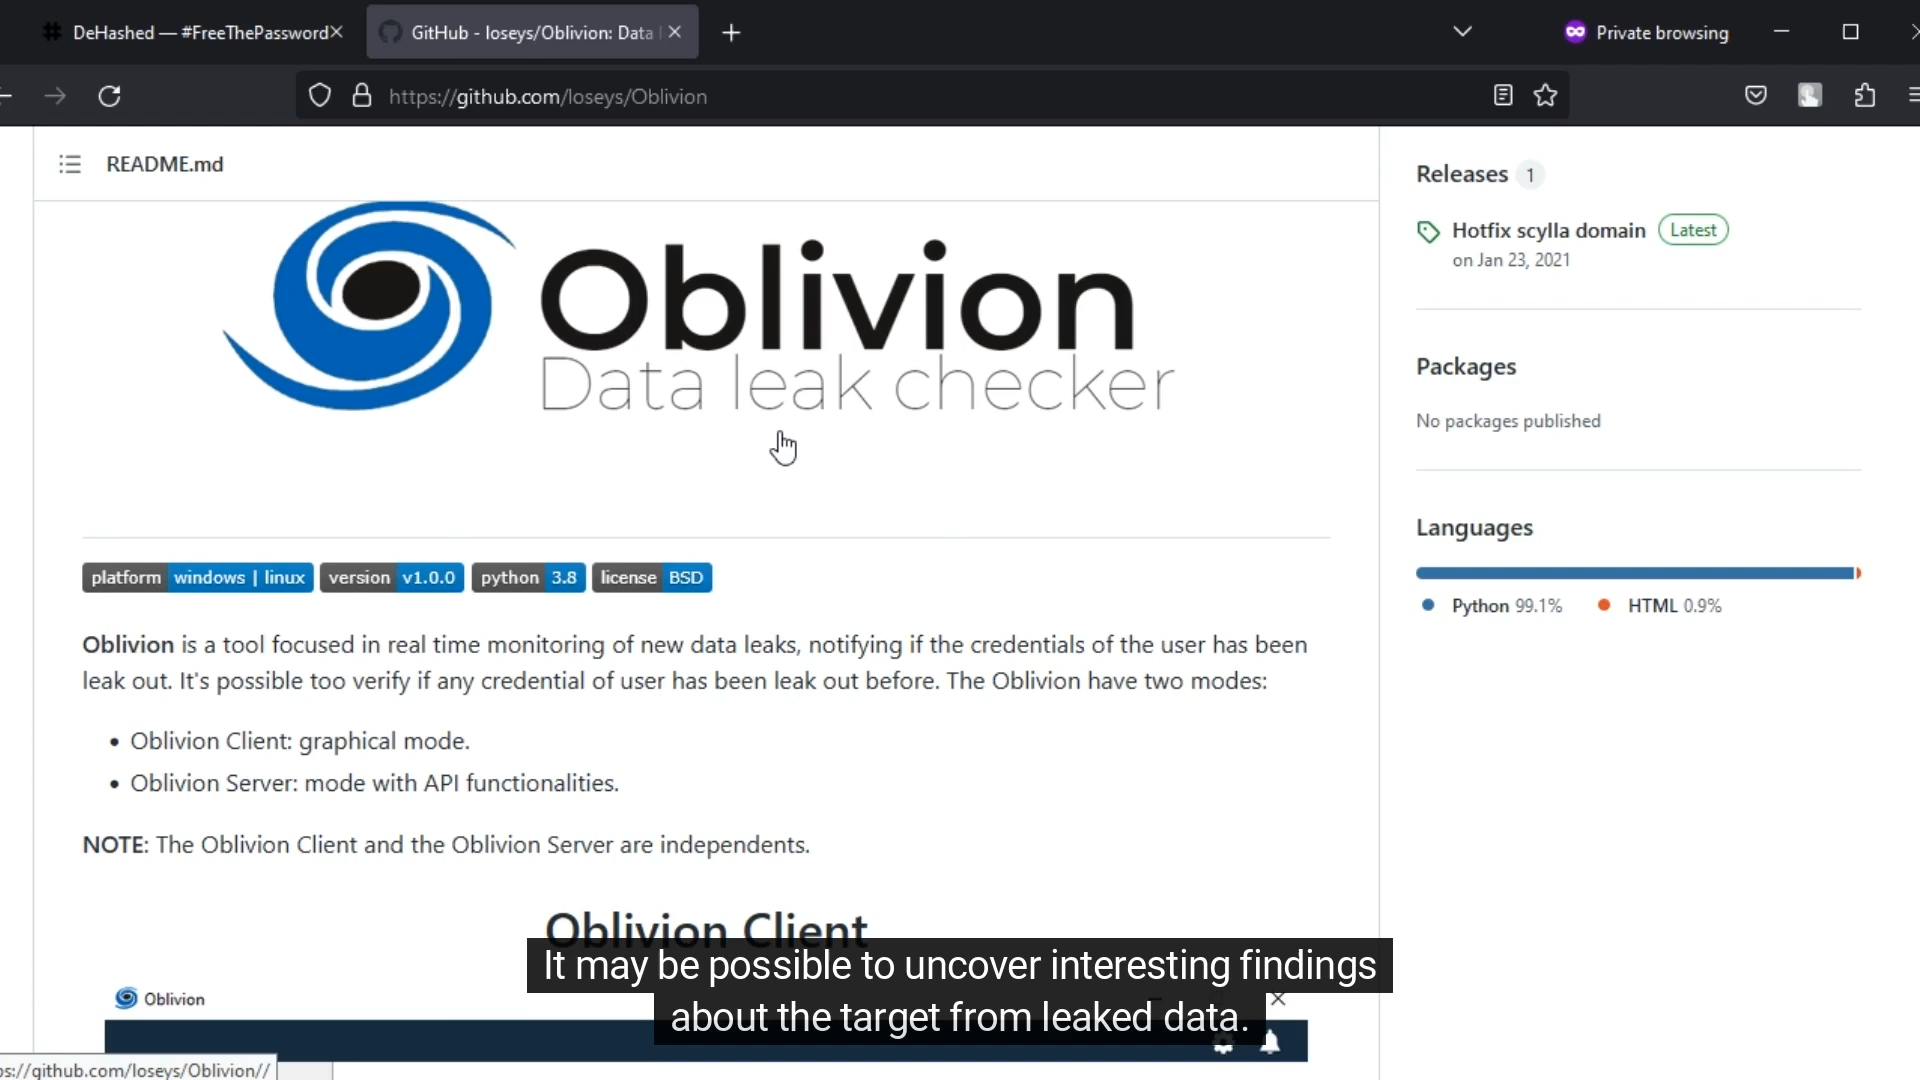 DeHashed — #FreeThePassword
GitHub - loseys/Oblivion: Data
Private browsing
https://github.com/loseys/Oblivion
README.md
Oblivion
Data leak checker
platform windows | linux version v1.0.0 python 3.8 license BSD
Oblivion is a tool focused in real time monitoring of new data leaks, notifying if the credentials of the user has been
leak out. It's possible too verify if any credential of user has been leak out before. The Oblivion have two modes:
• Oblivion Client: graphical mode.
• Oblivion Server: mode with API functionalities.
NOTE: The Oblivion Client and the Oblivion Server are independents.
Oblivion Client
Oblivion
Releases 1
Hotfix scylla domain Latest
on Jan 23, 2021
Packages
No packages published
Languages
Python 99.1% HTML 0.9%
It may be possible to uncover interesting findings
about the target from leaked data.
ps://github.com/loseys/Oblivion//